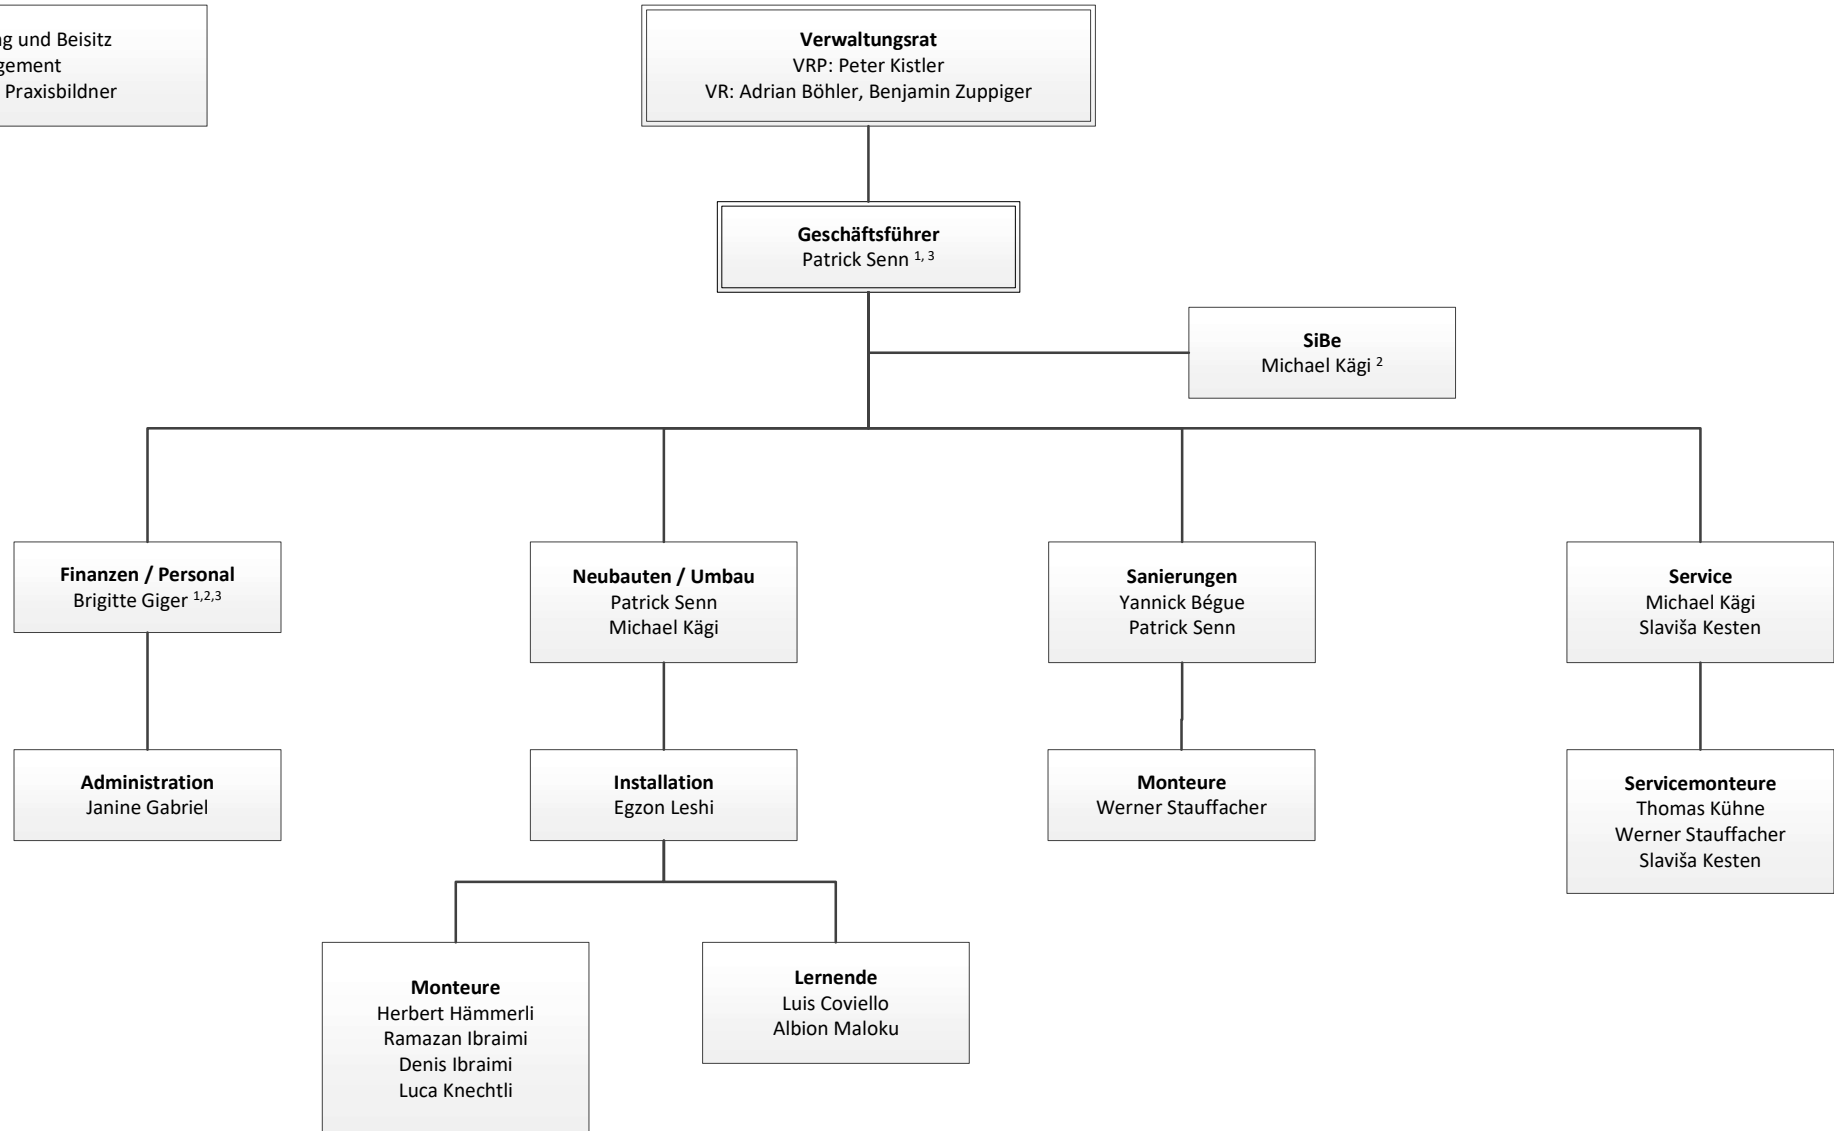 und Beisitz
Praxisbildner
Verwaltungsrat
VRP: Peter Kistler
VR: Adrian Böhler, Benjamin Zuppiger
Geschäftsführer
Patrick Senn 1, 3
SiBe
Michael Kägi 2
Finanzen / Personal
Brigitte Giger 1,2,3
Neubauten / Umbau
Patrick Senn
Michael Kägi
Sanierungen
Yannick Bégue
Patrick Senn
Service
Michael Kägi
Slaviša Kesten
Administration
Janine Gabriel
Installation
Egzon Leshi
Monteure
Werner Stauffacher
Servicemonteure
Thomas Kühne
Werner Stauffacher
Slaviša Kesten
Monteure
Herbert Hämmerli
Ramazan Ibraimi
Denis Ibraimi
Luca Knechtli
Lernende
Luis Coviello
Albion Maloku